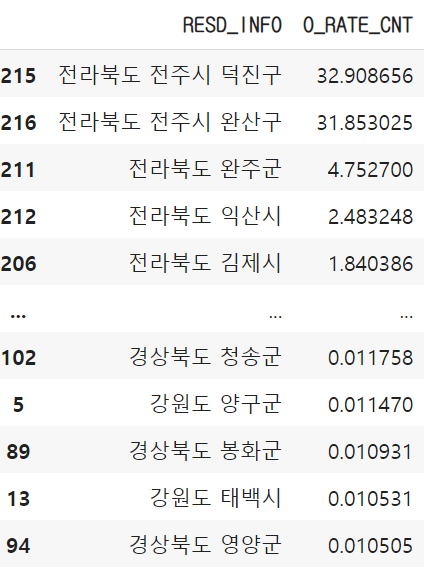 RESD_INFO O_RATE_CNT
215 전라북도 전주시 덕진구 32.908656
216 전라북도 전주시 완산구 31.853025
211 전라북도 완주군 4.752700
212 전라북도 익산시 2.483248
206 전라북도 김제시 1.840386
... ... ...
102 경상북도 청송군 0.011758
5 강원도 양구군 0.011470
89 경상북도 봉화군 0.010931
13 강원도 태백시 0.010531
94 경상북도 영양군 0.010505